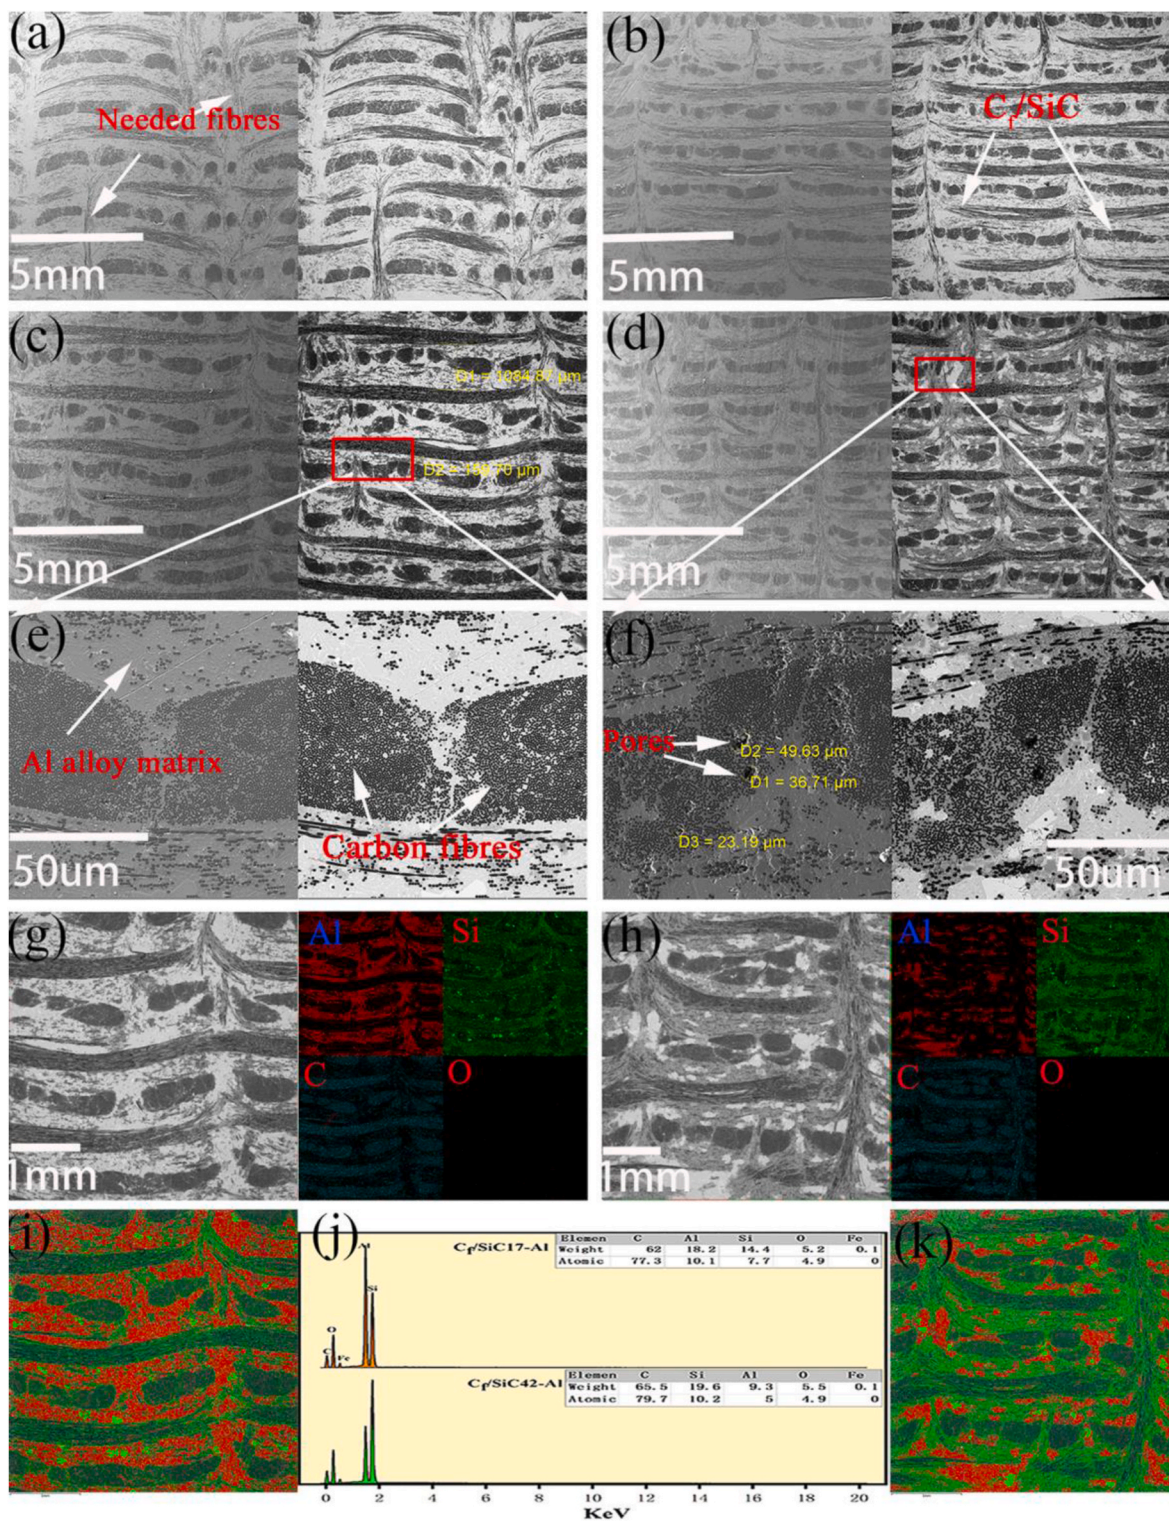 (a)
Needed fibres
5mm
(b)
Cf/SiC
5mm
(c)
D1 = 1084.87 µm
D2 = 169.70 µm
5mm
(d)
5mm
(e)
Al alloy matrix
Carbon fibres
50um
(f)
Pores
D2 = 49.63 µm
D1 = 36.71 µm
D3 = 23.19 µm
50um
(g)
Al Si
C O
1mm
(h)
Al Si
C O
1mm
(i)
(j)
Cf/SiC17-Al
Elemen C Al Si O Fe
Weight 62 18.2 14.4 5.2 0.1
Atomic 77.3 10.1 7.7 4.9 0
Al
Si
O
C
Fe
Cf/SiC42-Al
Elemen C Si Al O Fe
Weight 65.5 19.6 9.3 5.5 0.1
Atomic 79.7 10.2 5 4.9 0
0 2 4 6 8 10 12 14 16 18 20
KeV
(k)